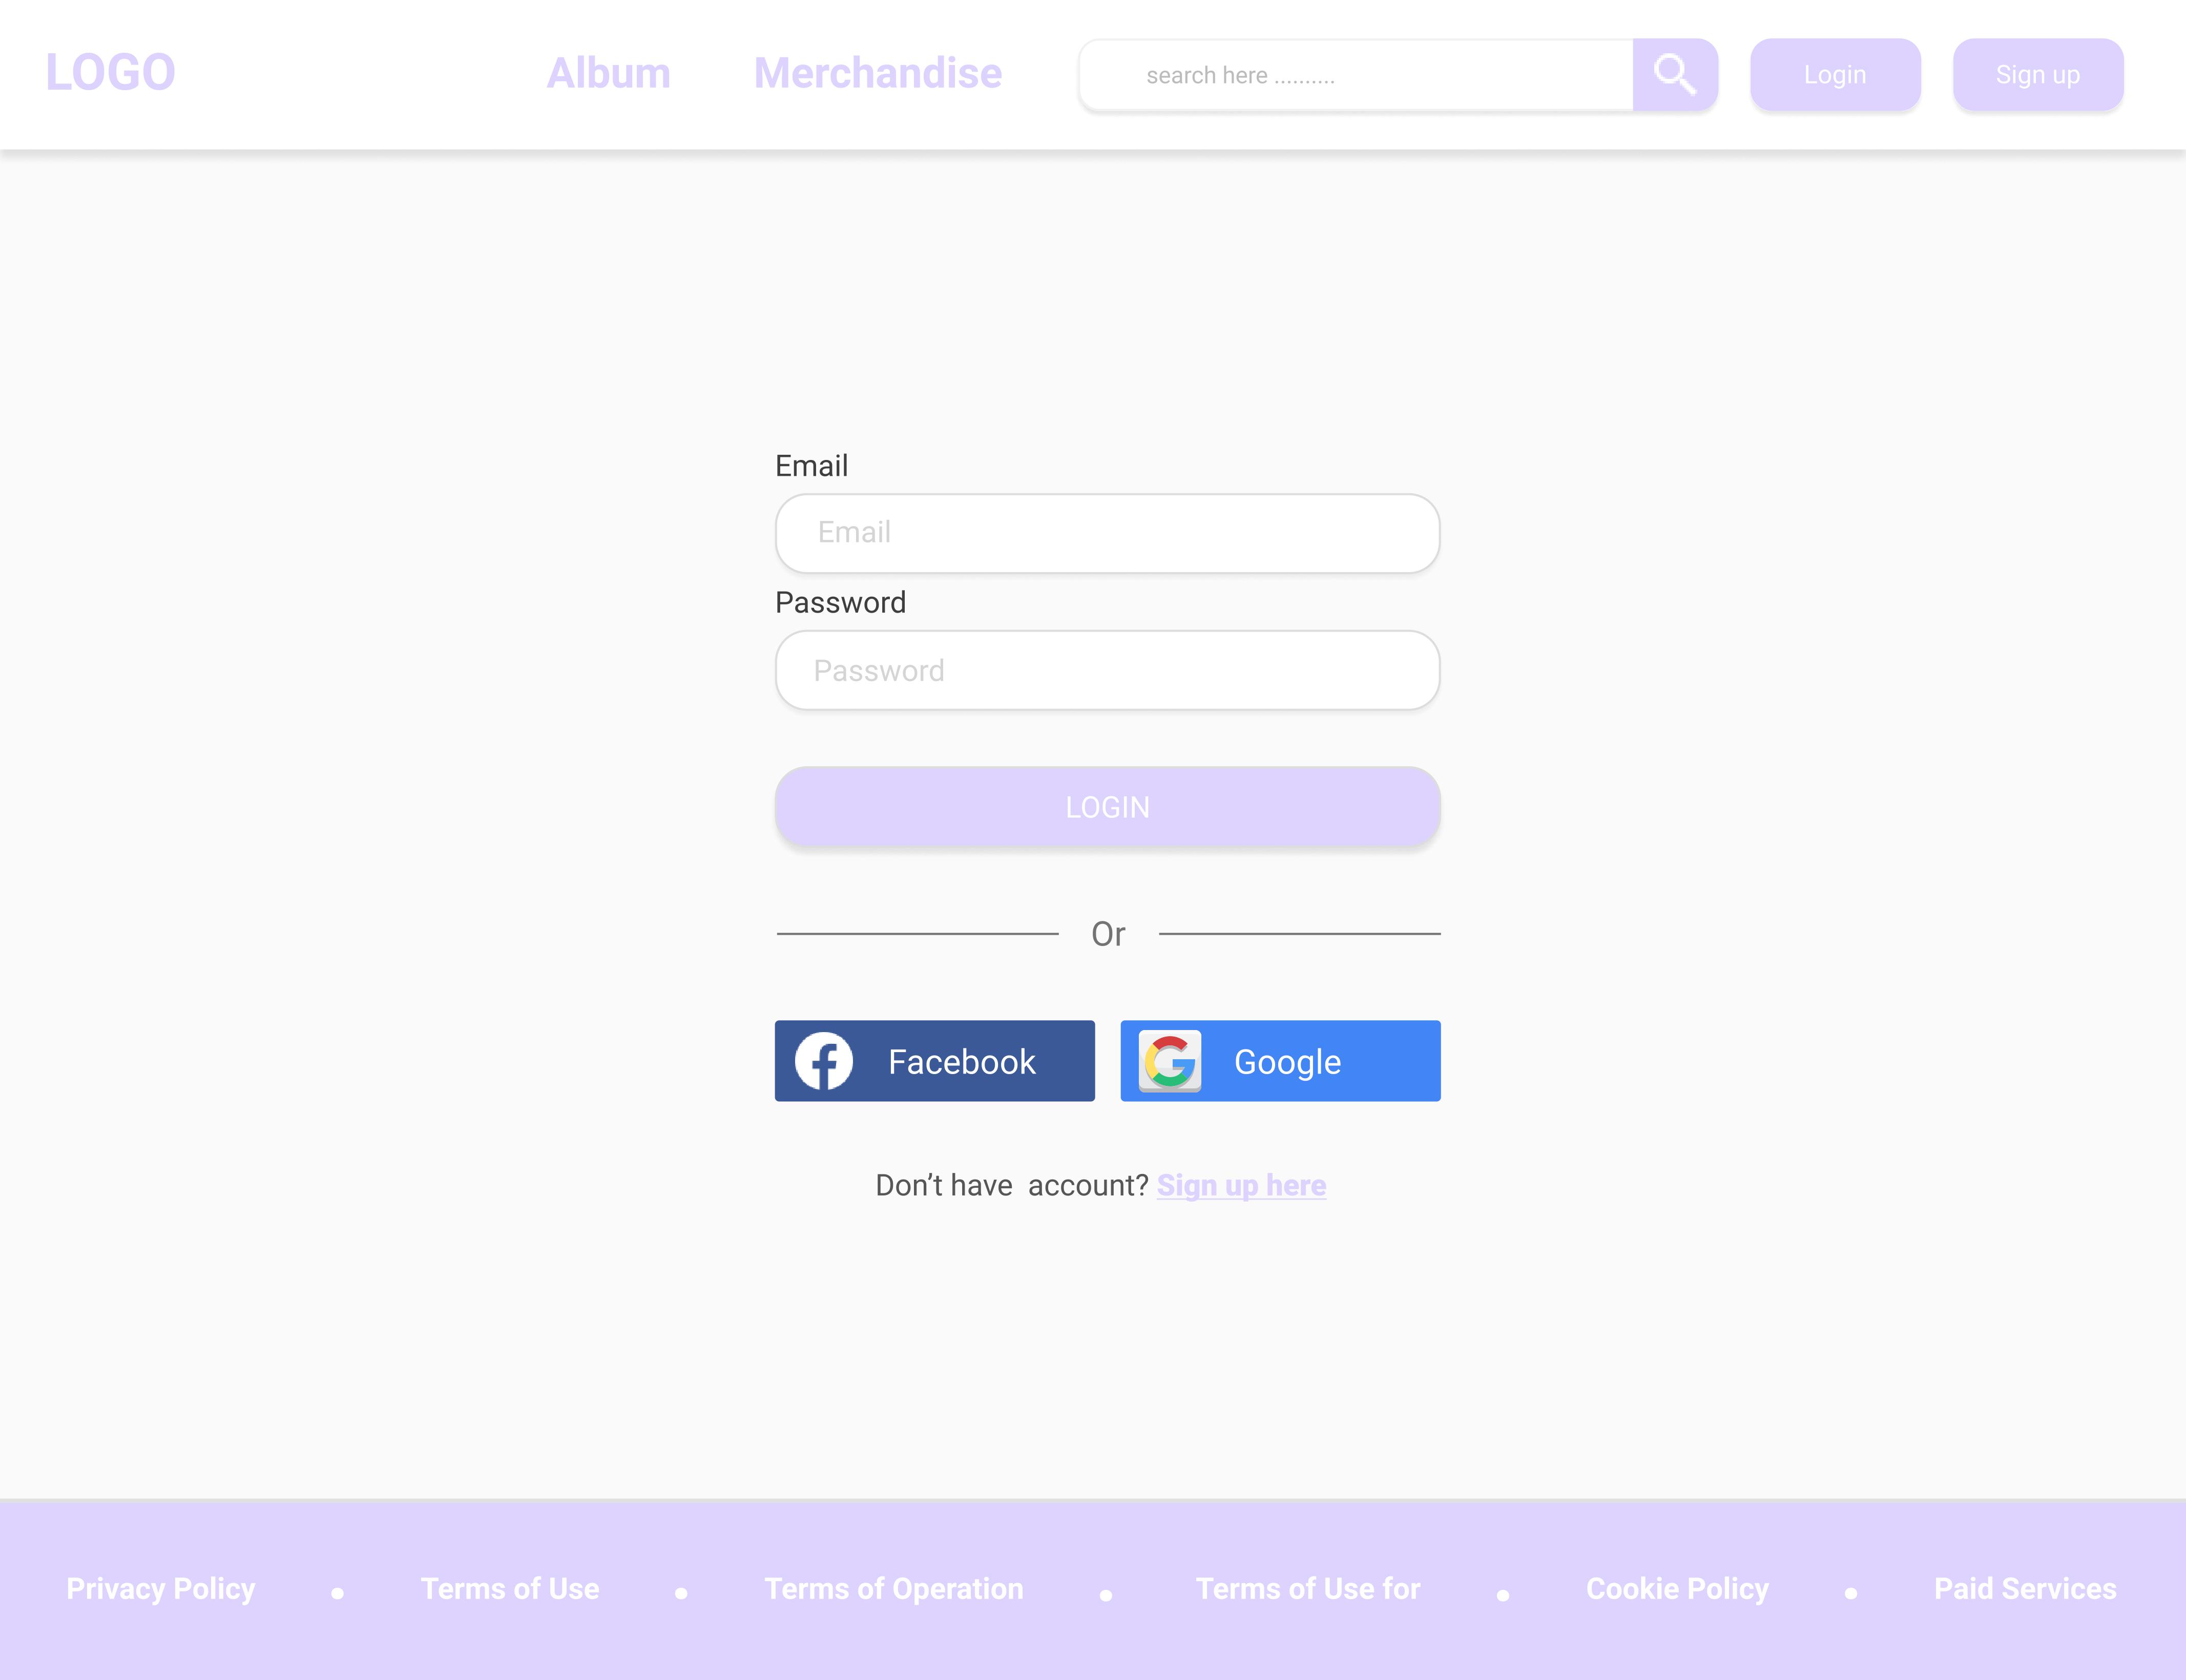 LOGO Album Merchandise search here .......... Login Sign up
Email
Email
Password
Password
LOGIN
Or
Facebook Google
Don’t have  account? Sign up here
Privacy Policy • Terms of Use • Terms of Operation • Terms of Use for • Cookie Policy • Paid Services